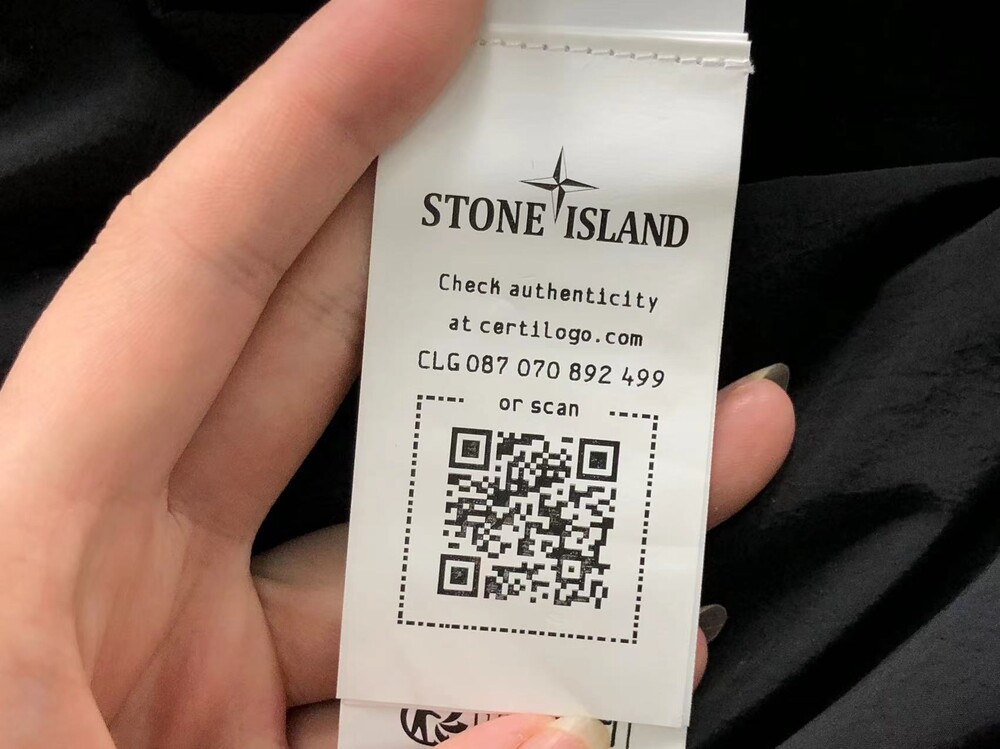 STONE ISLAND
Check authenticity
at certilogo.com
CLG 087 070 892 499
or scan